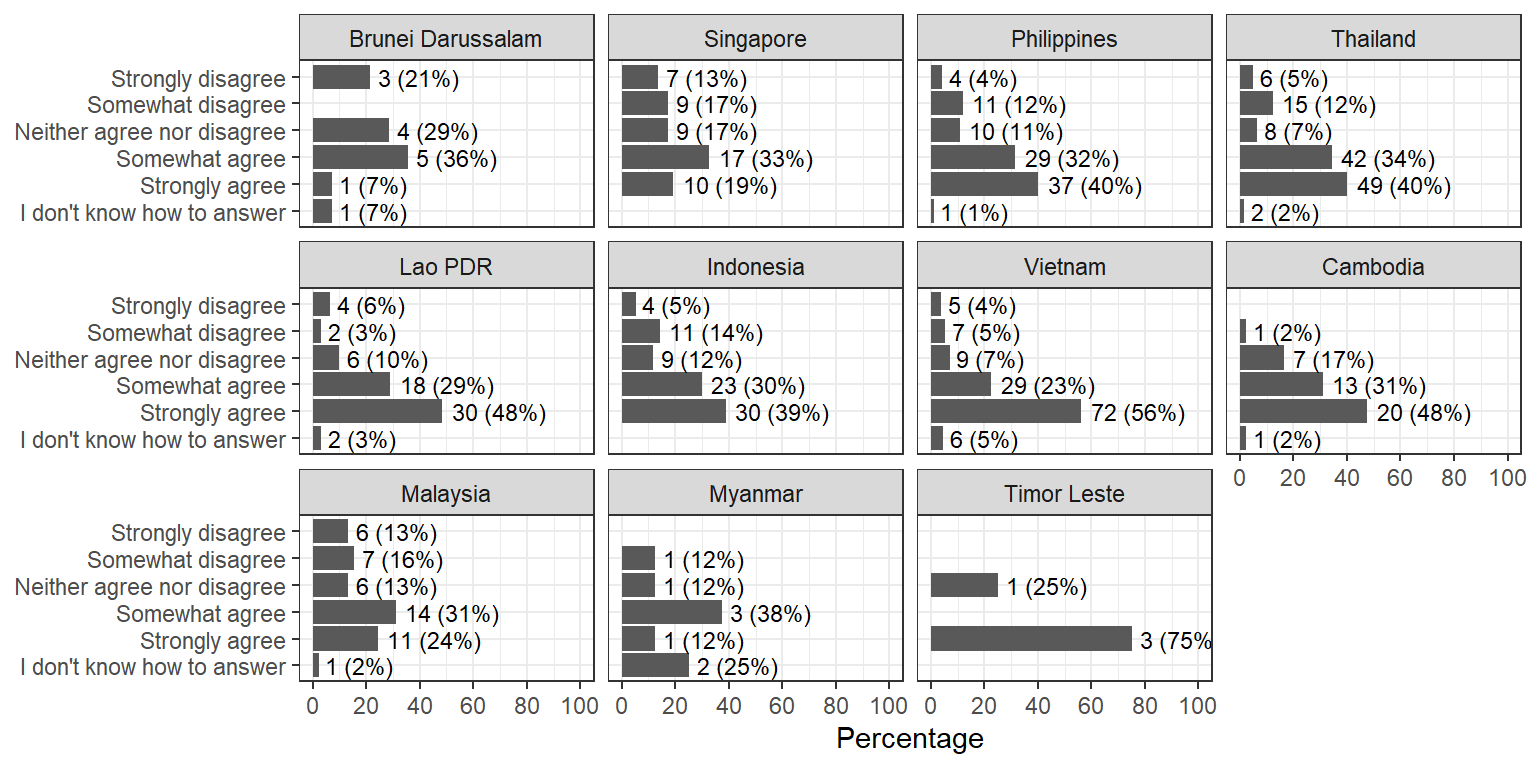 Brunei Darussalam Singapore Philippines Thailand
Strongly disagree 3 (21%) 7 (13%) 4 (4%) 6 (5%)
Somewhat disagree 9 (17%) 11 (12%) 15 (12%)
Neither agree nor disagree 4 (29%) 9 (17%) 10 (11%) 8 (7%)
Somewhat agree 5 (36%) 17 (33%) 29 (32%) 42 (34%)
Strongly agree 1 (7%) 10 (19%) 37 (40%) 49 (40%)
I don't know how to answer 1 (7%) 1 (1%) 2 (2%)
Lao PDR Indonesia Vietnam Cambodia
Strongly disagree 4 (6%) 4 (5%) 5 (4%)
Somewhat disagree 2 (3%) 11 (14%) 7 (5%) 1 (2%)
Neither agree nor disagree 6 (10%) 9 (12%) 9 (7%) 7 (17%)
Somewhat agree 18 (29%) 23 (30%) 29 (23%) 13 (31%)
Strongly agree 30 (48%) 30 (39%) 72 (56%) 20 (48%)
I don't know how to answer 2 (3%) 6 (5%) 1 (2%)
0 20 40 60 80 100
Malaysia Myanmar Timor Leste
Strongly disagree 6 (13%)
Somewhat disagree 7 (16%) 1 (12%)
Neither agree nor disagree 6 (13%) 1 (12%) 1 (25%)
Somewhat agree 14 (31%) 3 (38%)
Strongly agree 11 (24%) 1 (12%) 3 (75%
I don't know how to answer 1 (2%) 2 (25%)
0 20 40 60 80 100 0 20 40 60 80 100 0 20 40 60 80 100
Percentage